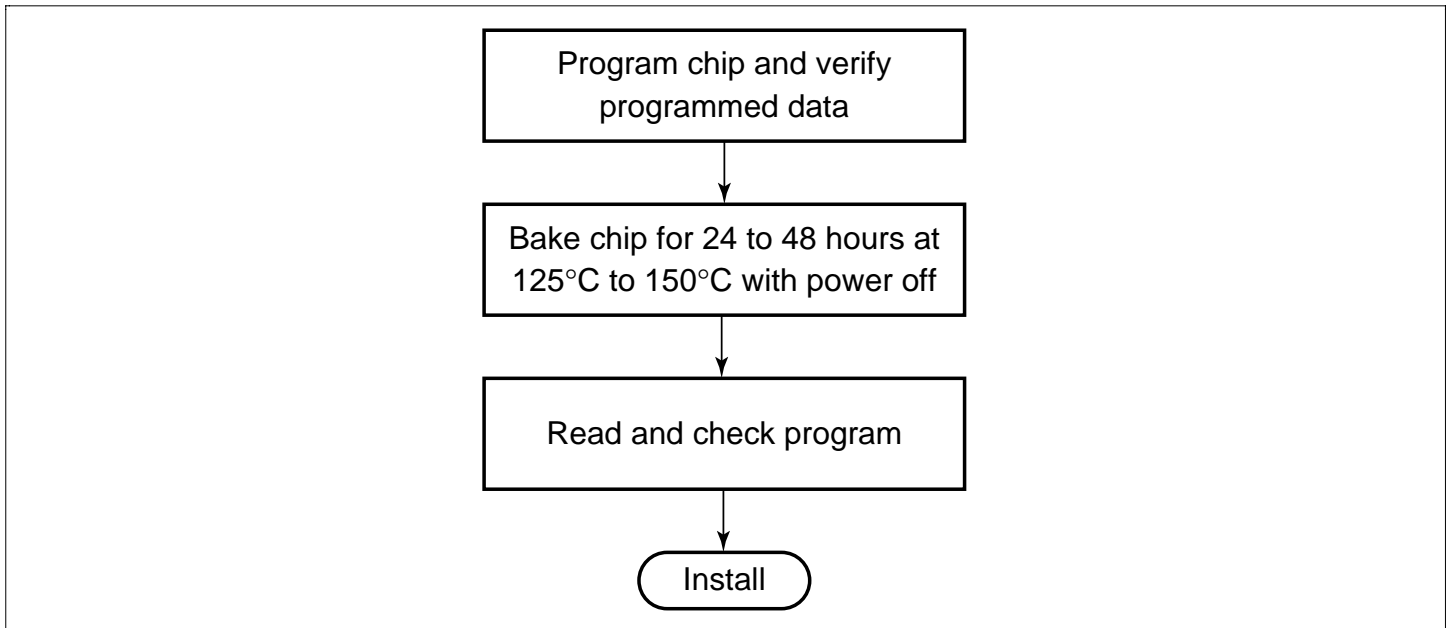 Program chip and verify
programmed data
Bake chip for 24 to 48 hours at
125°C to 150°C with power off
Read and check program
Install